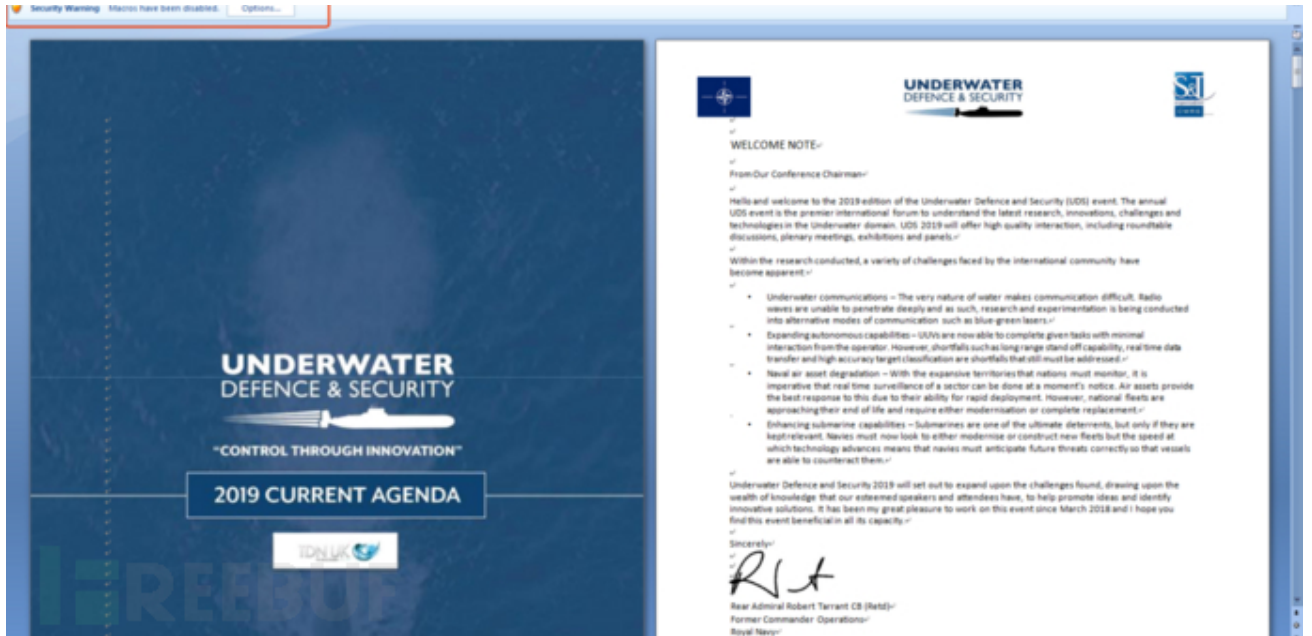 Security Warning Macros have been disabled. Options...
UNDERWATER
DEFENCE & SECURITY
"CONTROL THROUGH INNOVATION"
2019 CURRENT AGENDA
TDN UK
FREEBUF
UNDERWATER
DEFENCE & SECURITY
S&J
WELCOME NOTE
From Our Conference Chairman
Hello and welcome to the 2019 edition of the Underwater Defence and Security (UDS) event. The annual
UDS event is the premier international forum to understand the latest research, innovations, challenges and
technologies in the Underwater domain. UDS 2019 will offer high quality interaction, including roundtable
discussions, plenary meetings, exhibitions and panels.
Within the research conducted, a variety of challenges faced by the international community have
become apparent:
• Underwater communications – The very nature of water makes communication difficult. Radio
waves are unable to penetrate deeply and as such, research and experimentation is being conducted
into alternative modes of communication such as blue-green lasers.
• Expanding autonomous capabilities – UUVs are now able to complete given tasks with minimal
interaction from the operator. However, shortfalls such as long range stand off capability, real time data
transfer and high accuracy target classification are shortfalls that still must be addressed.
• Naval air asset degradation – With the expansive territories that nations must monitor, it is
imperative that real time surveillance of a sector can be done at a moment's notice. Air assets provide
the best response to this due to their ability for rapid deployment. However, national fleets are
approaching their end of life and require either modernisation or complete replacement.
• Enhancing submarine capabilities – Submarines are one of the ultimate deterrents, but only if they are
kept relevant. Navies must now look to either modernise or construct new fleets but the speed at
which technology advances means that navies must anticipate future threats correctly so that vessels
are able to counteract them.
Underwater Defence and Security 2019 will set out to expand upon the challenges found, drawing upon the
wealth of knowledge that our esteemed speakers and attendees have, to help promote ideas and identify
innovative solutions. It has been my great pleasure to work on this event since March 2018 and I hope you
find this event beneficial in all its capacity.
Sincerely
Rear Admiral Robert Tarrant CB (Retd)
Former Commander Operations
Royal Navy